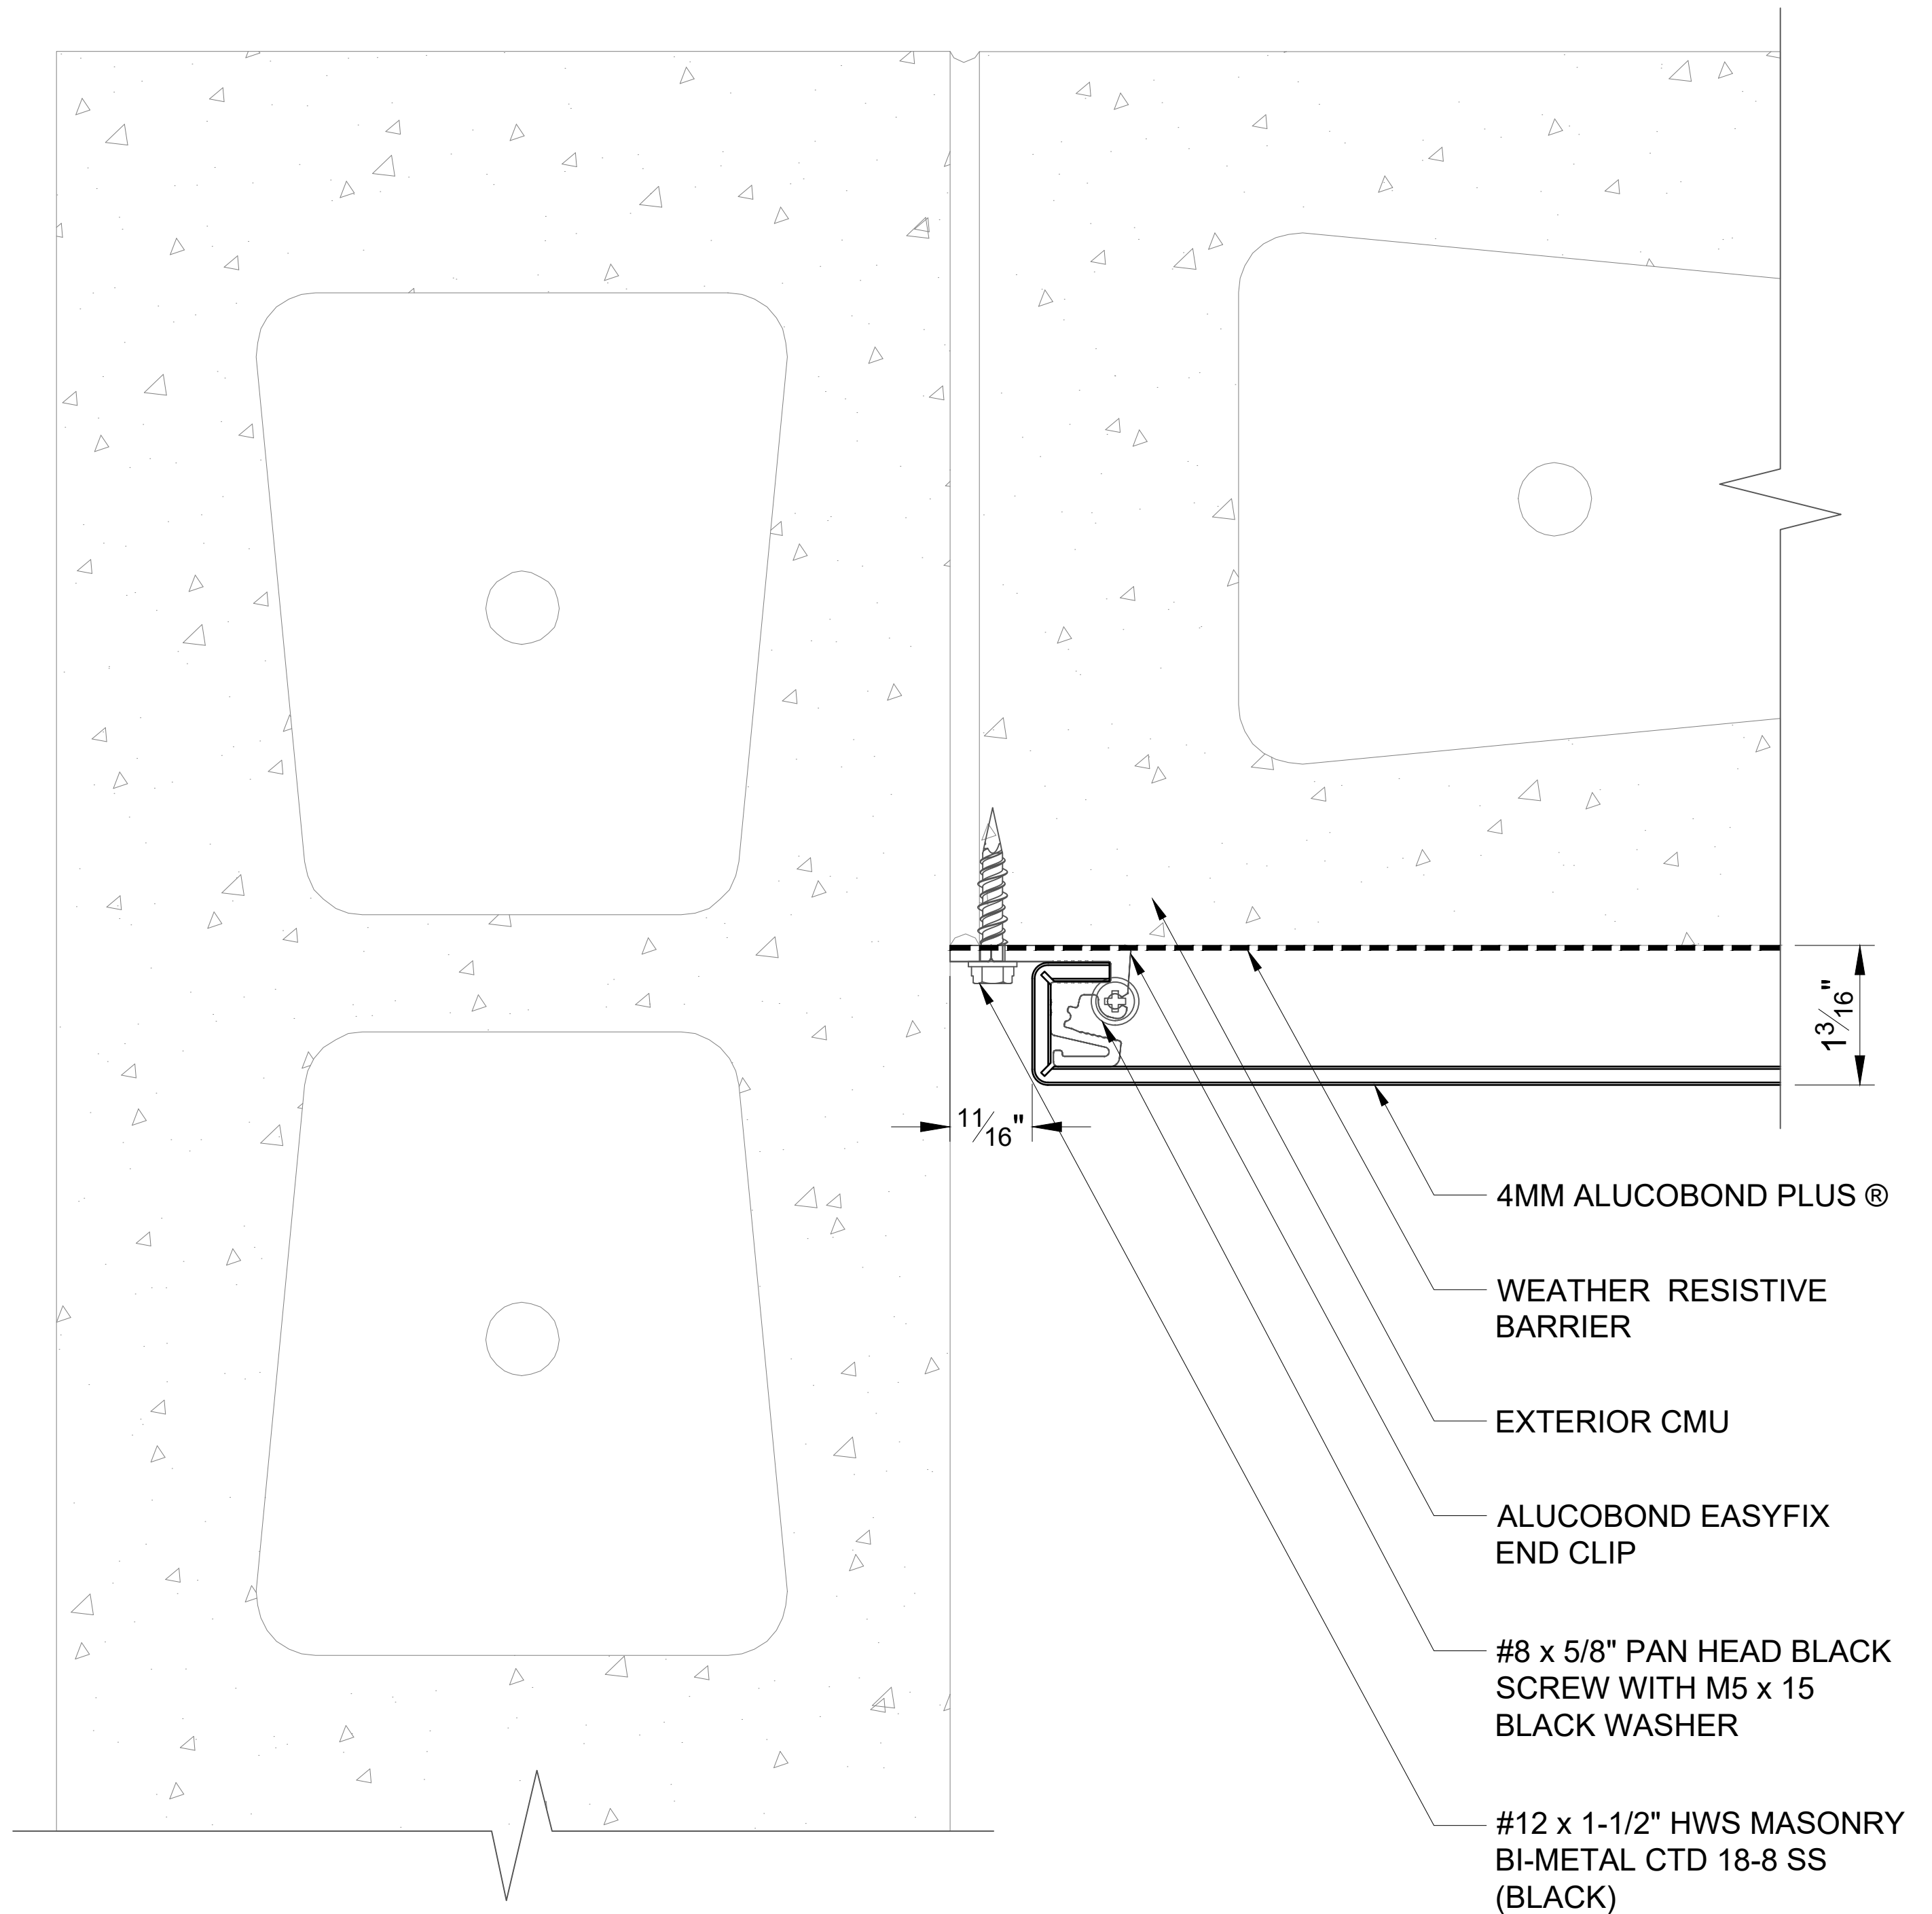 1 3/16"
11/16"
4MM ALUCOBOND PLUS ®
WEATHER RESISTIVE
BARRIER
EXTERIOR CMU
ALUCOBOND EASYFIX
END CLIP
#8 x 5/8" PAN HEAD BLACK
SCREW WITH M5 x 15
BLACK WASHER
#12 x 1-1/2" HWS MASONRY
BI-METAL CTD 18-8 SS
(BLACK)